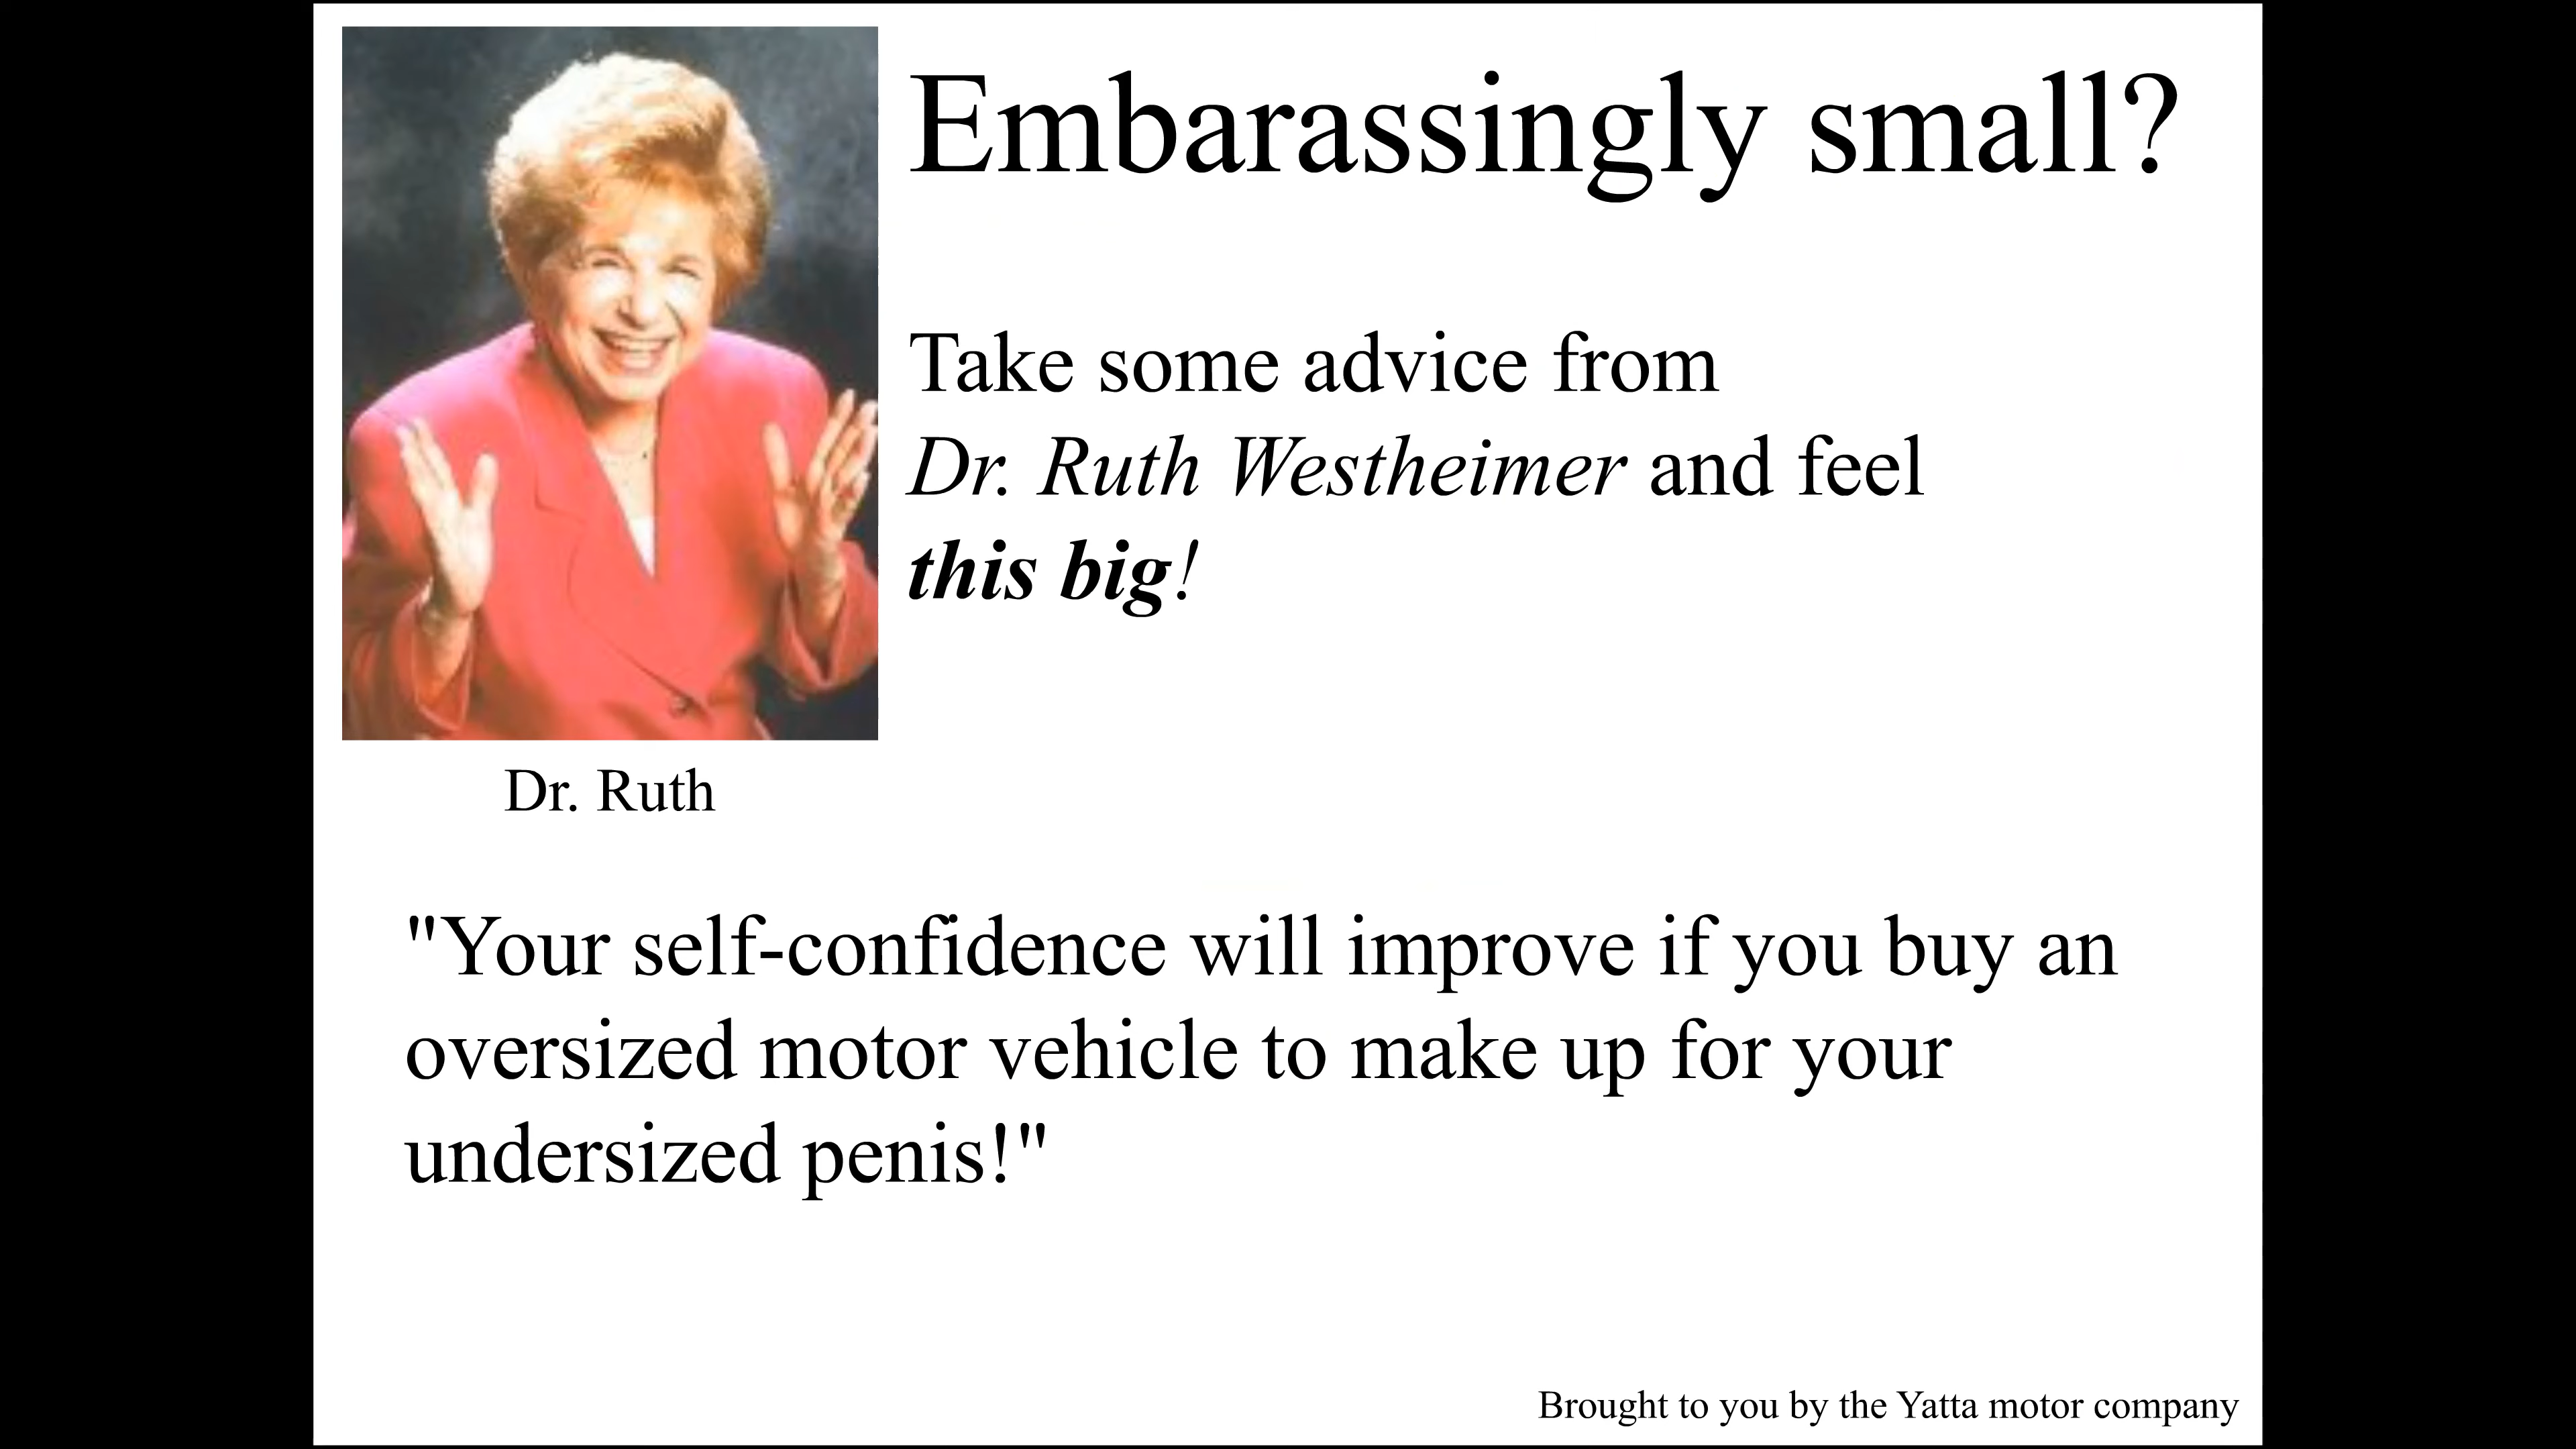 Embarassingly small?
Take some advice from
Dr. Ruth Westheimer and feel
this big!
Dr. Ruth
"Your self-confidence will improve if you buy an
oversized motor vehicle to make up for your
undersized penis!"
Brought to you by the Yatta motor company